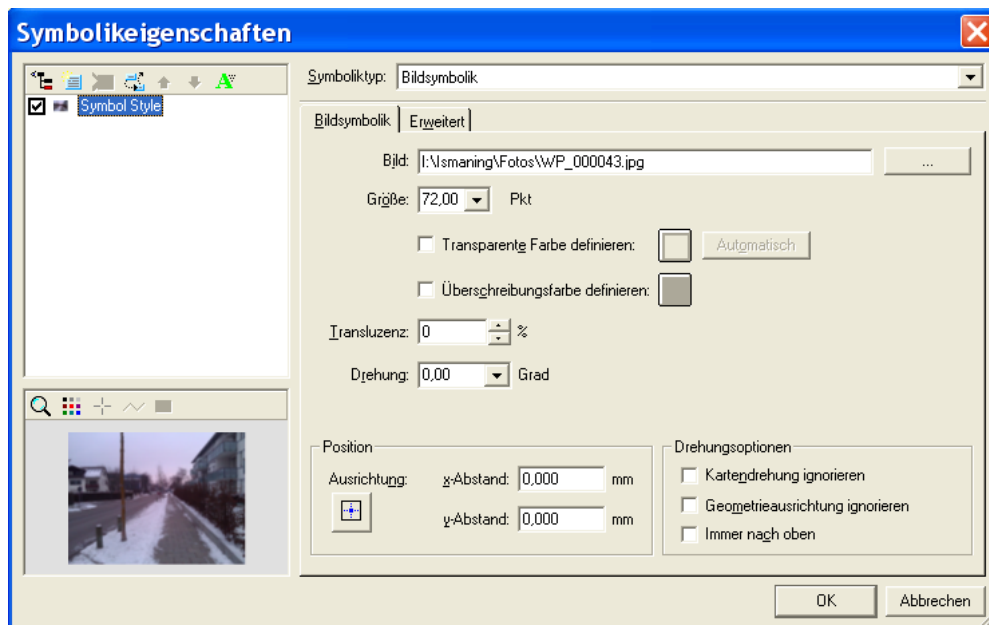 Symbolikeigenschaften
Symbol Style
Symboliktyp: Bildsymbolik
Bildsymbolik Erweitert
Bild: I:\Ismaning\Fotos\WP_000043.jpg ...
Größe: 72,00 Pkt
Transparente Farbe definieren: Automatisch
Überschreibungsfarbe definieren:
Transluzenz: 0 %
Drehung: 0,00 Grad
Position
Ausrichtung: x-Abstand: 0,000 mm
y-Abstand: 0,000 mm
Drehungsoptionen
Kartendrehung ignorieren
Geometrieausrichtung ignorieren
Immer nach oben
OK Abbrechen